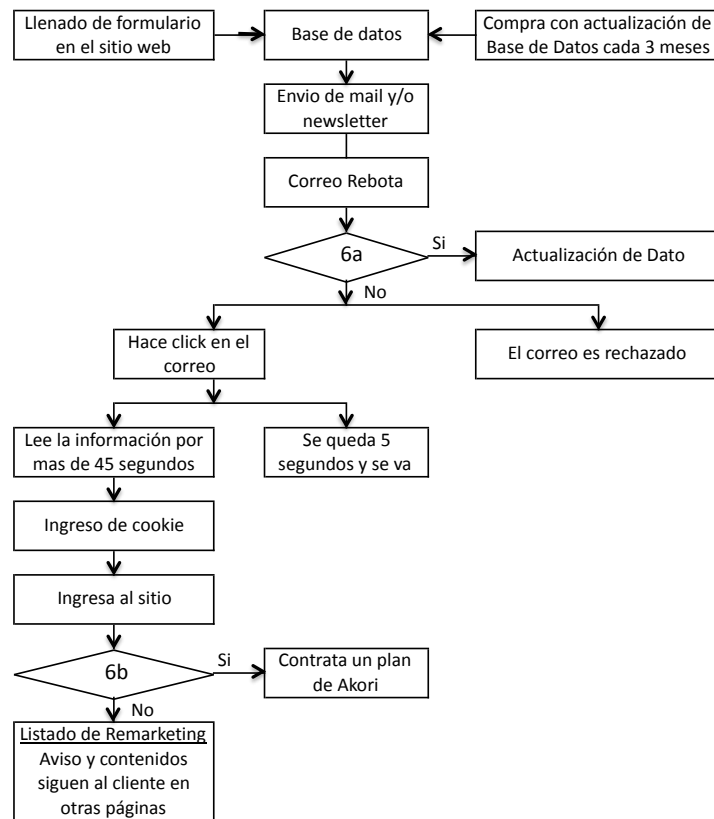 Llenado de formulario
en el sitio web
Base de datos
Compra con actualización de
Base de Datos cada 3 meses
Envio de mail y/o
newsletter
Correo Rebota
6a
Si
Actualización de Dato
No
Hace click en el
correo
El correo es rechazado
Lee la información por
mas de 45 segundos
Se queda 5
segundos y se va
Ingreso de cookie
Ingresa al sitio
6b
Si
Contrata un plan
de Akori
No
Listado de Remarketing
Aviso y contenidos
siguen al cliente en
otras páginas